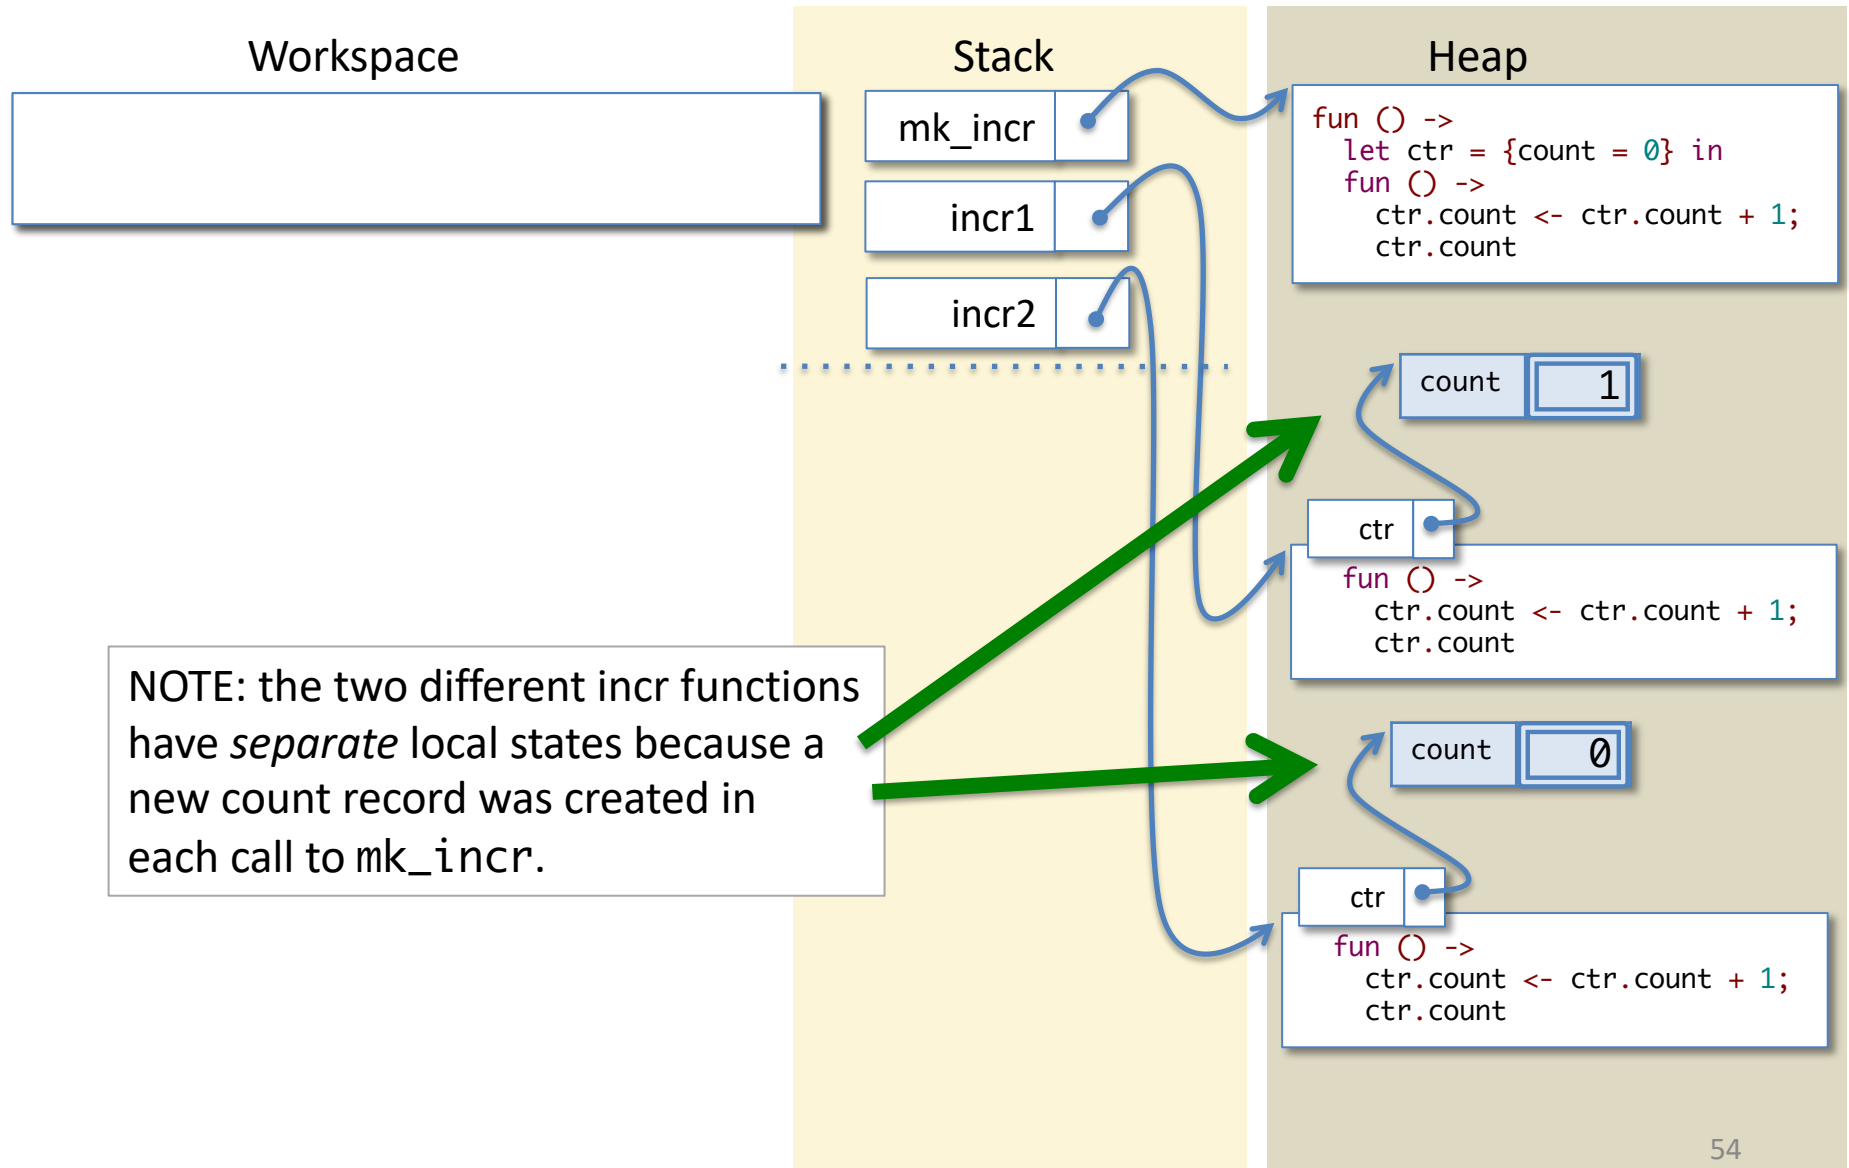 Workspace
Stack
Heap
mk_incr
incr1
incr2
fun () ->
let ctr = {count = 0} in
fun () ->
ctr.count <- ctr.count + 1;
ctr.count
count 1
ctr
fun () ->
ctr.count <- ctr.count + 1;
ctr.count
NOTE: the two different incr functions
have separate local states because a
new count record was created in
each call to mk_incr.
count 0
ctr
fun () ->
ctr.count <- ctr.count + 1;
ctr.count
54